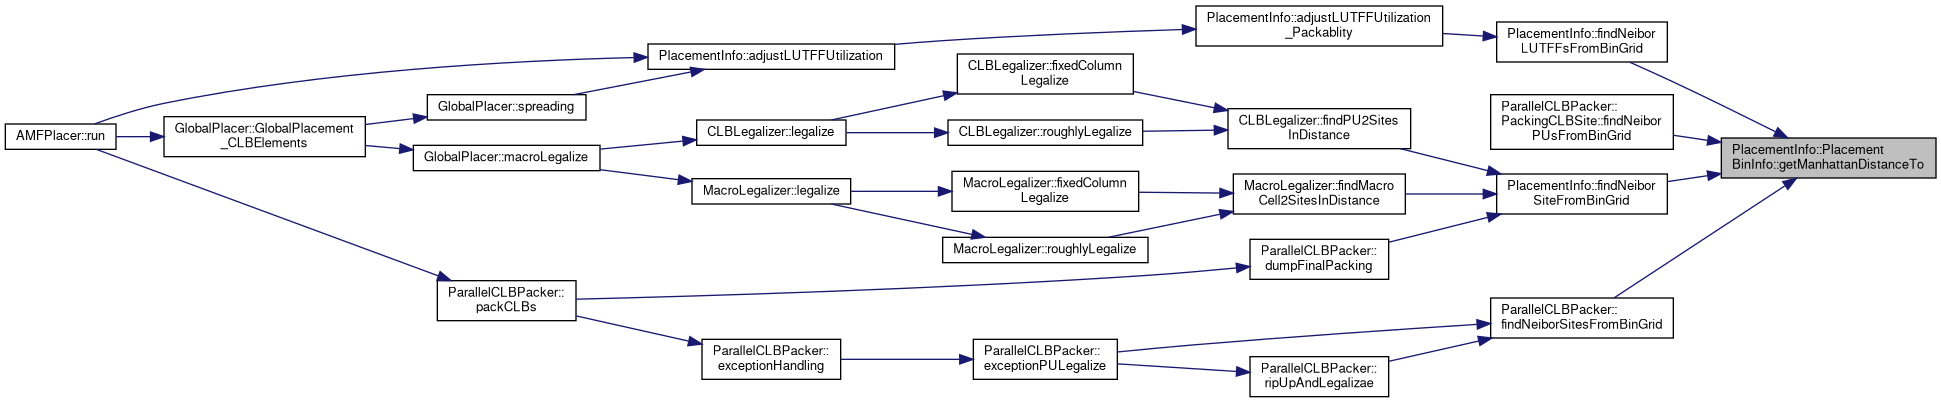 PlacementInfo::adjustLUTFFUtilization
_Packablity
PlacementInfo::findNeibor
LUTFFsFromBinGrid
PlacementInfo::adjustLUTFFUtilization
CLBLegalizer::fixedColumn
Legalize
GlobalPlacer::spreading
ParallelCLBPacker::
PackingCLBSite::findNeibor
PUsFromBinGrid
AMFPlacer::run
GlobalPlacer::GlobalPlacement
_CLBElements
CLBLegalizer::legalize
CLBLegalizer::roughlyLegalize
CLBLegalizer::findPU2Sites
InDistance
GlobalPlacer::macroLegalize
PlacementInfo::Placement
BinInfo::getManhattanDistanceTo
MacroLegalizer::legalize
MacroLegalizer::fixedColumn
Legalize
MacroLegalizer::findMacro
Cell2SitesInDistance
PlacementInfo::findNeibor
SiteFromBinGrid
MacroLegalizer::roughlyLegalize
ParallelCLBPacker::
dumpFinalPacking
ParallelCLBPacker::
packCLBs
ParallelCLBPacker::
findNeiborSitesFromBinGrid
ParallelCLBPacker::
exceptionHandling
ParallelCLBPacker::
exceptionPULegalize
ParallelCLBPacker::
ripUpAndLegalizae